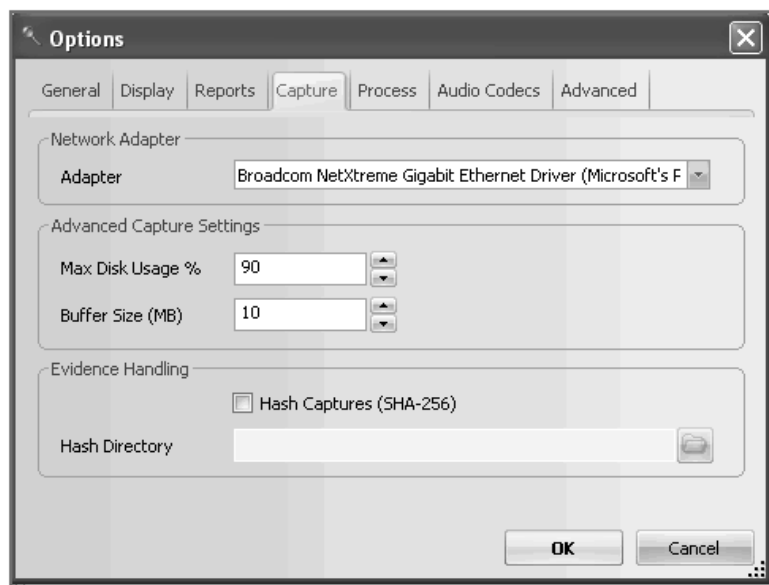 Options
General Display Reports Capture Process Audio Codecs Advanced
Network Adapter
Adapter Broadcom NetXtreme Gigabit Ethernet Driver (Microsoft's F
Advanced Capture Settings
Max Disk Usage % 90
Buffer Size (MB) 10
Evidence Handling
Hash Captures (SHA-256)
Hash Directory
OK Cancel